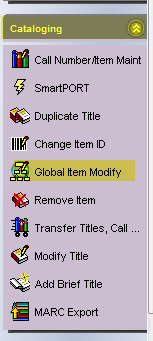 Cataloging
Call Number/Item Maint
SmartPORT
Duplicate Title
Change Item ID
Global Item Modify
Remove Item
Transfer Titles, Call ...
Modify Title
Add Brief Title
MARC Export